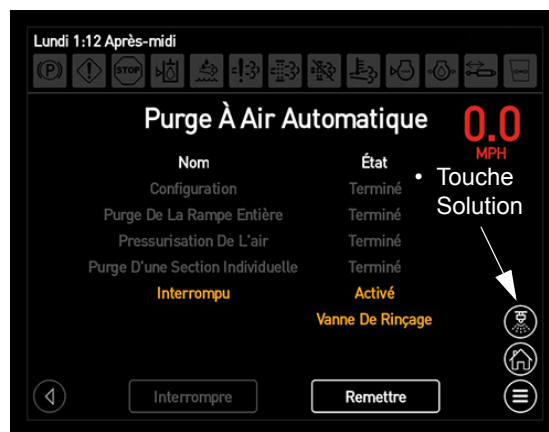 Lundi 1:12 Après-midi
STOP
Purge À Air Automatique
0.0
MPH
Nom État
Configuration Terminé
Purge De La Rampe Entière Terminé
Pressurisation De L'air Terminé
Purge D'une Section Individuelle Terminé
Interrompu Activé
Vanne De Rinçage
• Touche
Solution
Interrompre Remettre